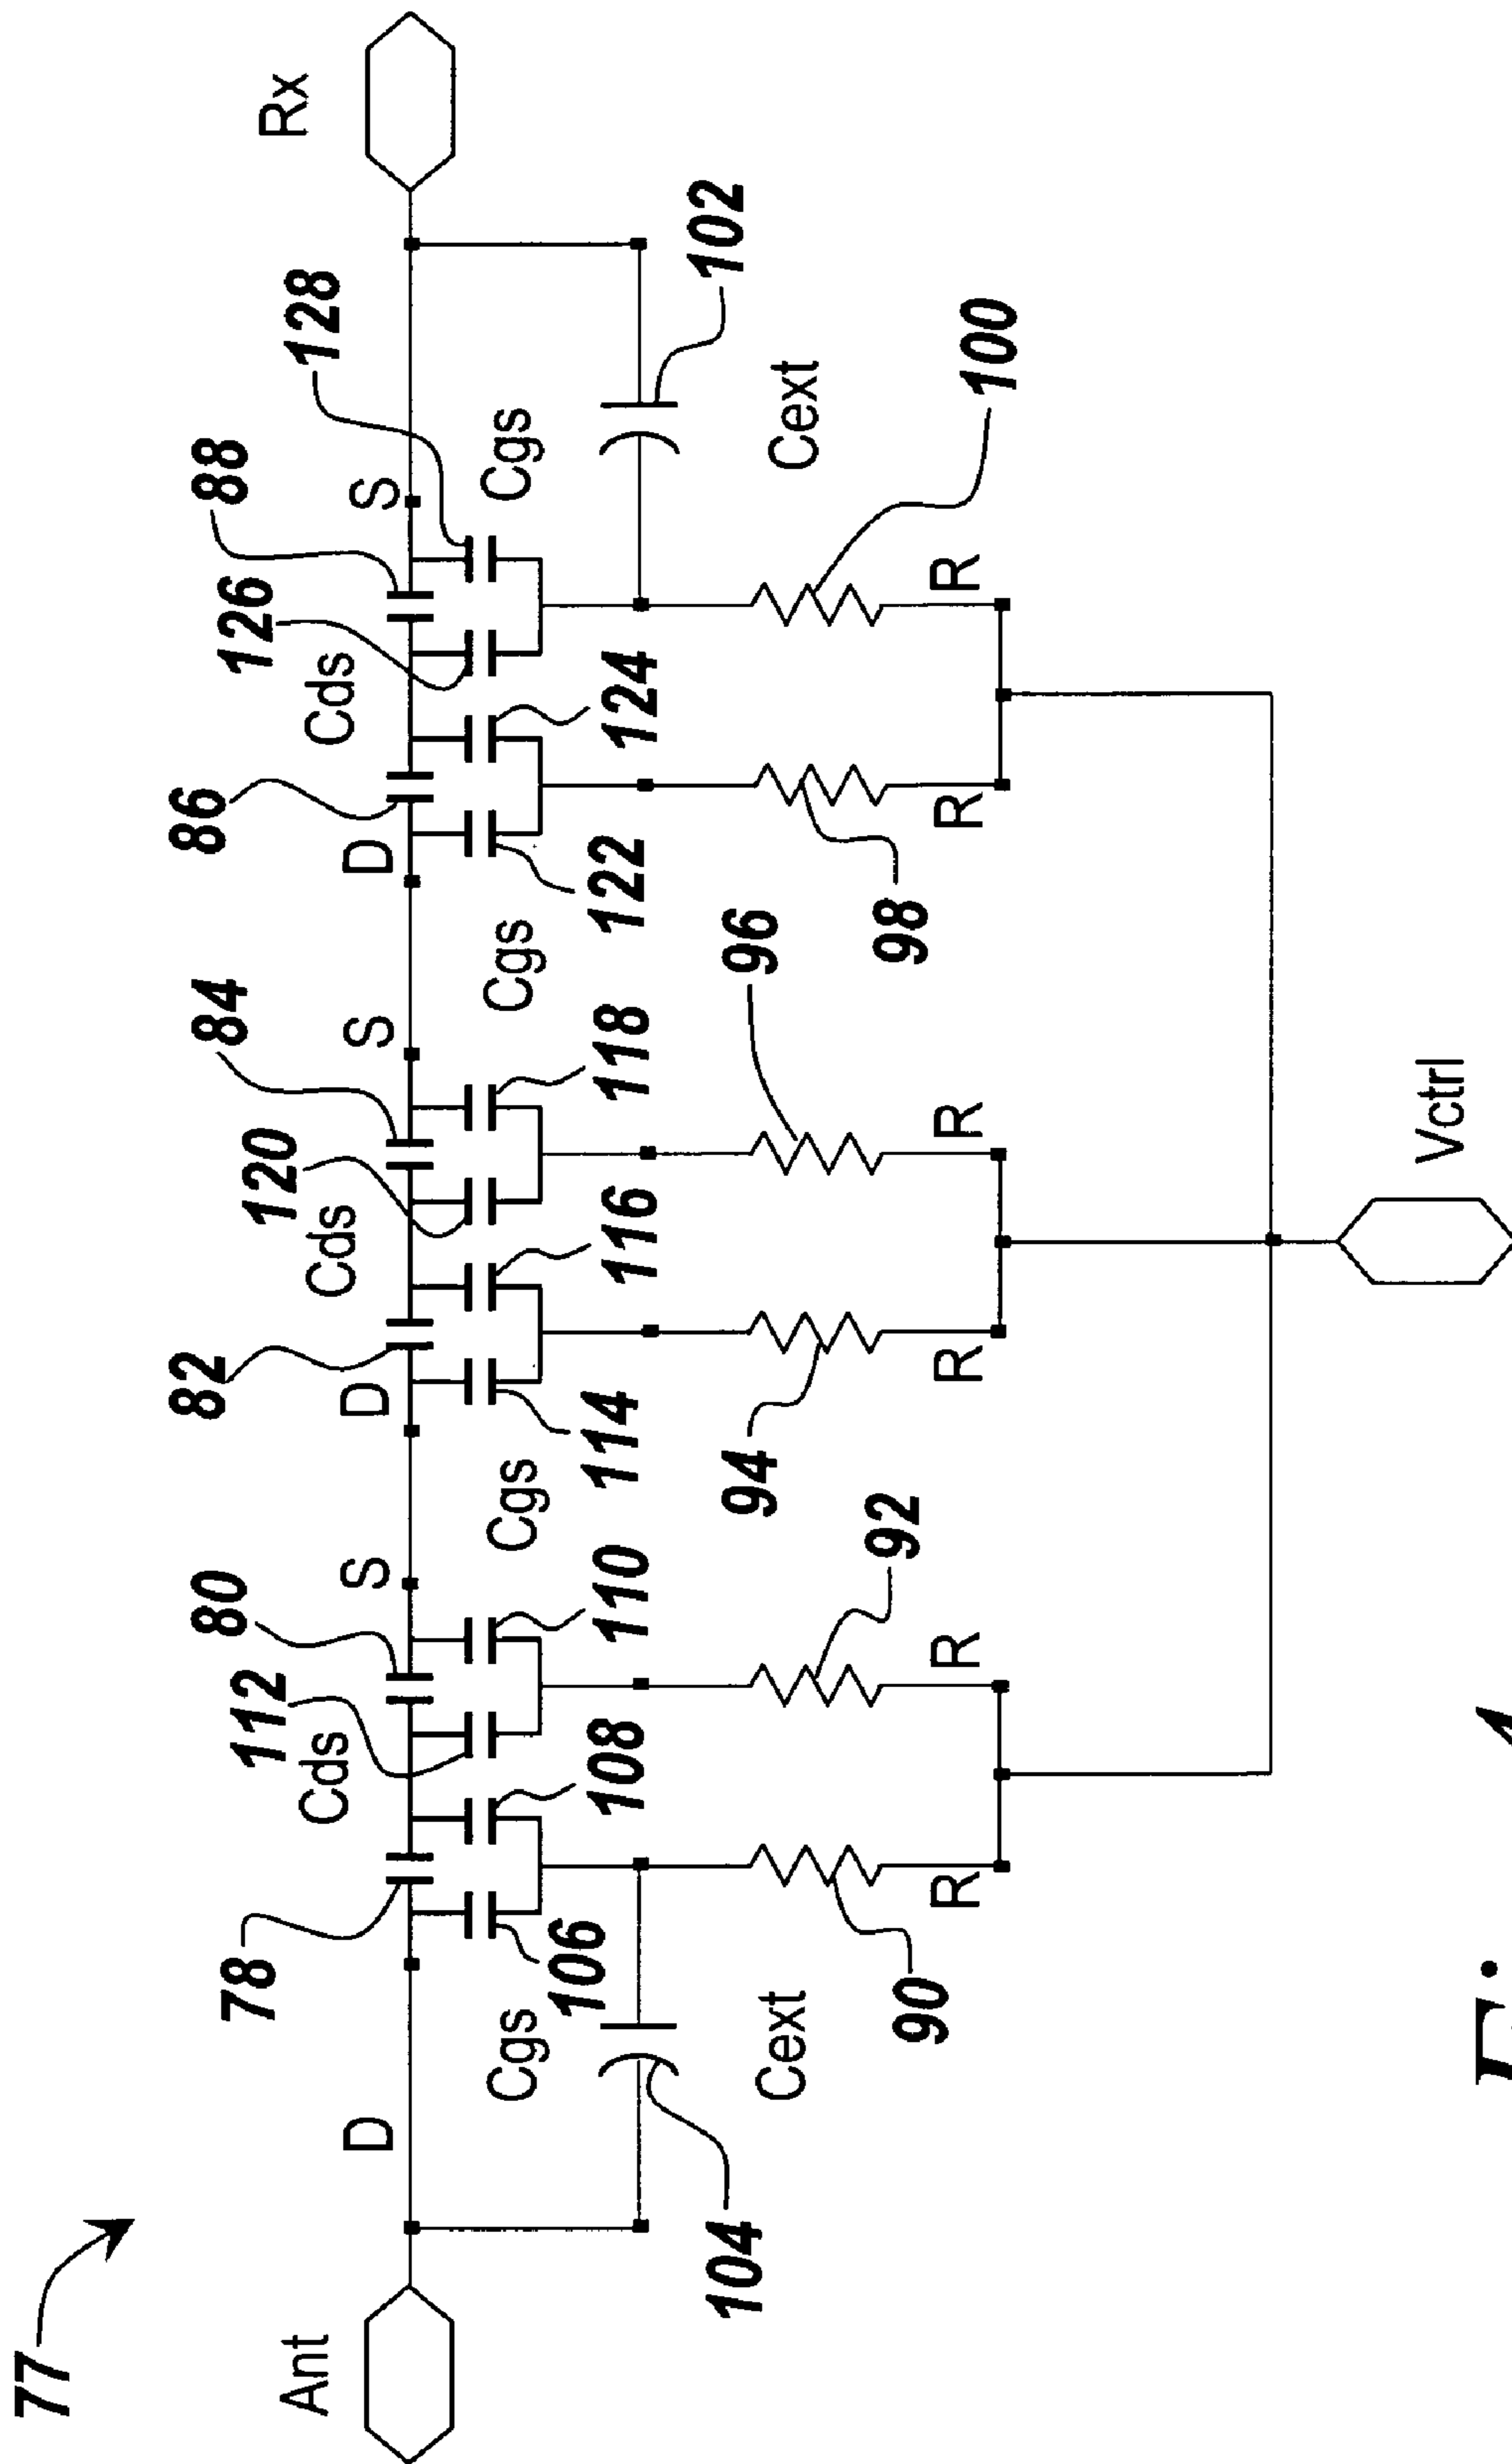 77
78 112 80 82 120 84 86 126 88
Ant Cds Cds Cds 128 Rx
D S D S D S
Cgs Cgs Cgs Cgs
106 108 110 114 116 118 122 124 102
104 Cext 94 96 Cext
90 92 98 100
R R R R R R
Vctrl